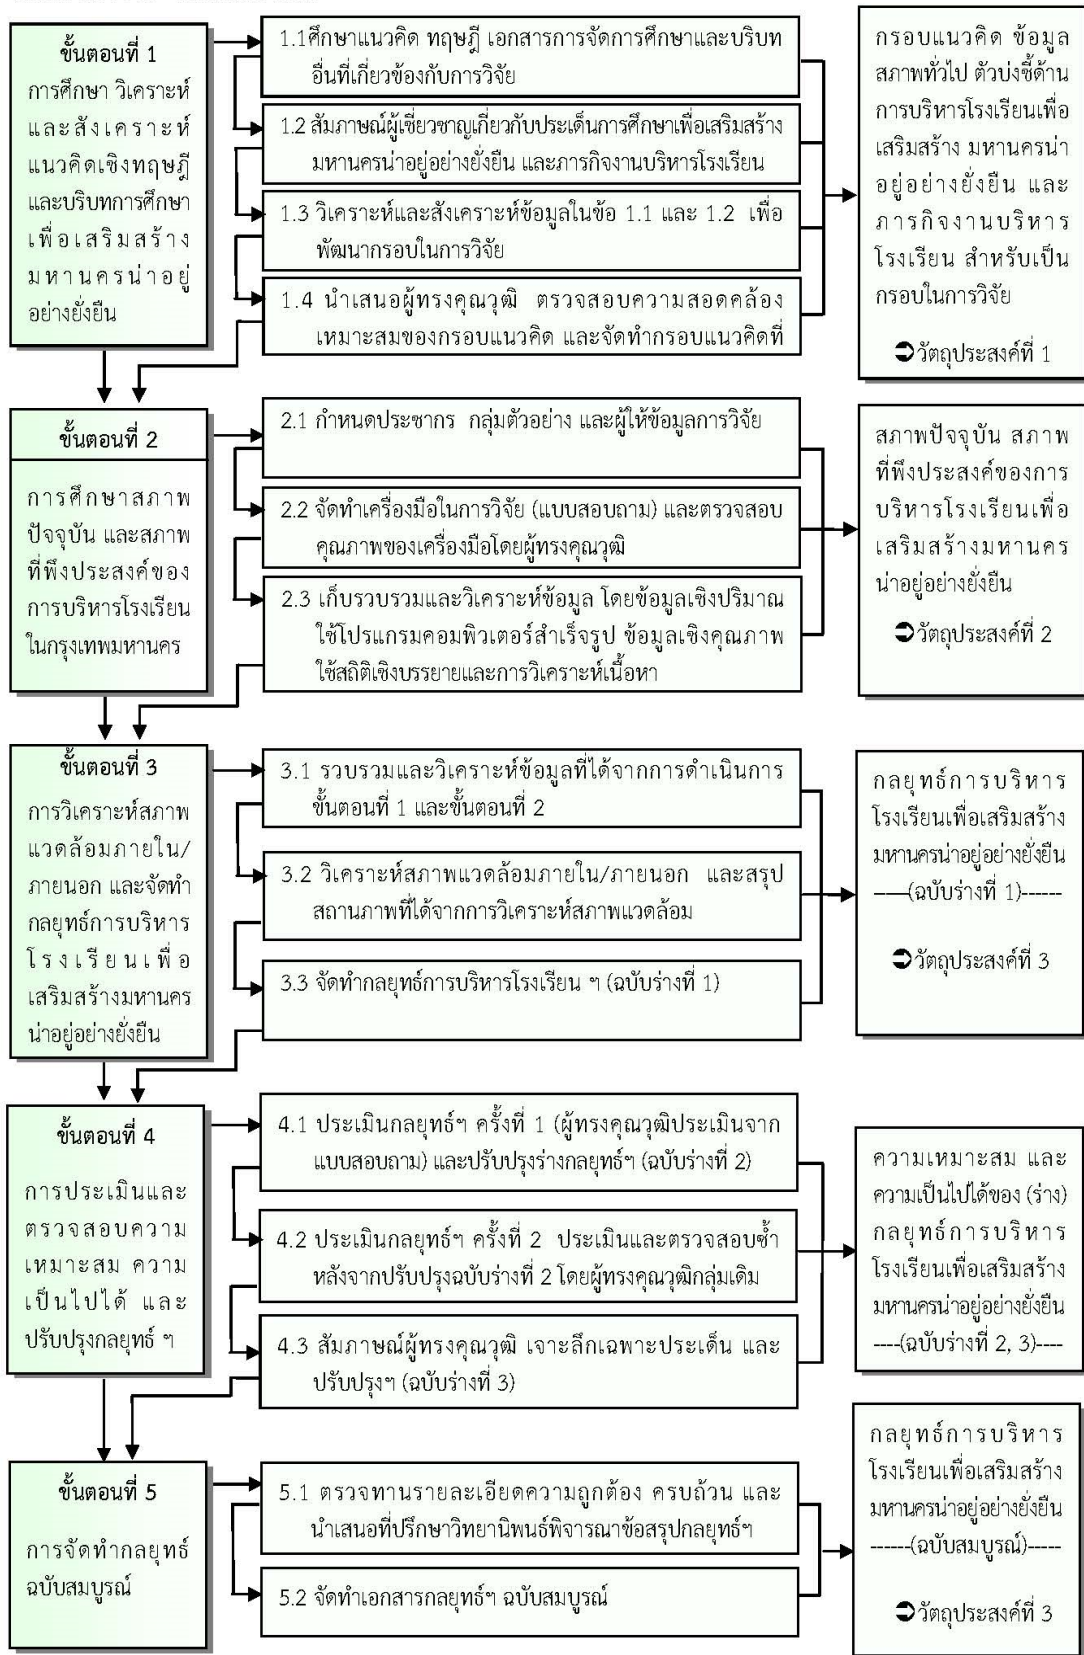 ขั้นตอนที่ 1
การศึกษา วิเคราะห์
และสังเคราะห์
แนวคิดเชิงทฤษฎี
และบริบทการศึกษา
เพื่อเสริมสร้าง
มหานครน่าอยู่
อย่างยั่งยืน
1.1ศึกษาแนวคิด ทฤษฎี เอกสารการจัดการศึกษาและบริบท
อื่นที่เกี่ยวข้องกับการวิจัย
1.2 สัมภาษณ์ผู้เชี่ยวชาญเกี่ยวกับประเด็นการศึกษาเพื่อเสริมสร้าง
มหานครน่าอยู่อย่างยั่งยืน และภารกิจงานบริหารโรงเรียน
1.3 วิเคราะห์และสังเคราะห์ข้อมูลในข้อ 1.1 และ 1.2 เพื่อ
พัฒนากรอบในการวิจัย
1.4 นำเสนอผู้ทรงคุณวุฒิ ตรวจสอบความสอดคล้อง
เหมาะสมของกรอบแนวคิด และจัดทำกรอบแนวคิดที่
กรอบแนวคิด ข้อมูล
สภาพทั่วไป ตัวบ่งชี้ด้าน
การบริหารโรงเรียนเพื่อ
เสริมสร้าง มหานครน่า
อยู่อย่างยั่งยืน และ
ภารกิจงานบริหาร
โรงเรียน สำหรับเป็น
กรอบในการวิจัย
➲วัตถุประสงค์ที่ 1
ขั้นตอนที่ 2
การศึกษาสภาพ
ปัจจุบัน และสภาพ
ที่พึงประสงค์ของ
การบริหารโรงเรียน
ในกรุงเทพมหานคร
2.1 กำหนดประชากร กลุ่มตัวอย่าง และผู้ให้ข้อมูลการวิจัย
2.2 จัดทำเครื่องมือในการวิจัย (แบบสอบถาม) และตรวจสอบ
คุณภาพของเครื่องมือโดยผู้ทรงคุณวุฒิ
2.3 เก็บรวบรวมและวิเคราะห์ข้อมูล โดยข้อมูลเชิงปริมาณ
ใช้โปรแกรมคอมพิวเตอร์สำเร็จรูป ข้อมูลเชิงคุณภาพ
ใช้สถิติเชิงบรรยายและการวิเคราะห์เนื้อหา
สภาพปัจจุบัน สภาพ
ที่พึงประสงค์ของการ
บริหารโรงเรียนเพื่อ
เสริมสร้างมหานคร
น่าอยู่อย่างยั่งยืน
➲วัตถุประสงค์ที่ 2
ขั้นตอนที่ 3
การวิเคราะห์สภาพ
แวดล้อมภายใน/
ภายนอก และจัดทำ
กลยุทธ์การบริหาร
โรงเรียนเพื่อ
เสริมสร้างมหานคร
น่าอยู่อย่างยั่งยืน
3.1 รวบรวมและวิเคราะห์ข้อมูลที่ได้จากการดำเนินการ
ขั้นตอนที่ 1 และขั้นตอนที่ 2
3.2 วิเคราะห์สภาพแวดล้อมภายใน/ภายนอก และสรุป
สถานภาพที่ได้จากการวิเคราะห์สภาพแวดล้อม
3.3 จัดทำกลยุทธ์การบริหารโรงเรียน ฯ (ฉบับร่างที่ 1)
กลยุทธ์การบริหาร
โรงเรียนเพื่อเสริมสร้าง
มหานครน่าอยู่อย่างยั่งยืน
------(ฉบับร่างที่ 1)------
➲วัตถุประสงค์ที่ 3
ขั้นตอนที่ 4
การประเมินและ
ตรวจสอบความ
เหมาะสม ความ
เป็นไปได้ และ
ปรับปรุงกลยุทธ์ ฯ
4.1 ประเมินกลยุทธ์ฯ ครั้งที่ 1 (ผู้ทรงคุณวุฒิประเมินจาก
แบบสอบถาม) และปรับปรุงร่างกลยุทธ์ฯ (ฉบับร่างที่ 2)
4.2 ประเมินกลยุทธ์ฯ ครั้งที่ 2 ประเมินและตรวจสอบซ้ำ
หลังจากปรับปรุงฉบับร่างที่ 2 โดยผู้ทรงคุณวุฒิกลุ่มเดิม
4.3 สัมภาษณ์ผู้ทรงคุณวุฒิ เจาะลึกเฉพาะประเด็น และ
ปรับปรุงฯ (ฉบับร่างที่ 3)
ความเหมาะสม และ
ความเป็นไปได้ของ (ร่าง)
กลยุทธ์การบริหาร
โรงเรียนเพื่อเสริมสร้าง
มหานครน่าอยู่อย่างยั่งยืน
----(ฉบับร่างที่ 2, 3)----
ขั้นตอนที่ 5
การจัดทำกลยุทธ์
ฉบับสมบูรณ์
5.1 ตรวจทานรายละเอียดความถูกต้อง ครบถ้วน และ
นำเสนอที่ปรึกษาวิทยานิพนธ์พิจารณาข้อสรุปกลยุทธ์ฯ
5.2 จัดทำเอกสารกลยุทธ์ฯ ฉบับสมบูรณ์
กลยุทธ์การบริหาร
โรงเรียนเพื่อเสริมสร้าง
มหานครน่าอยู่อย่างยั่งยืน
------(ฉบับสมบูรณ์)-----
➲วัตถุประสงค์ที่ 3